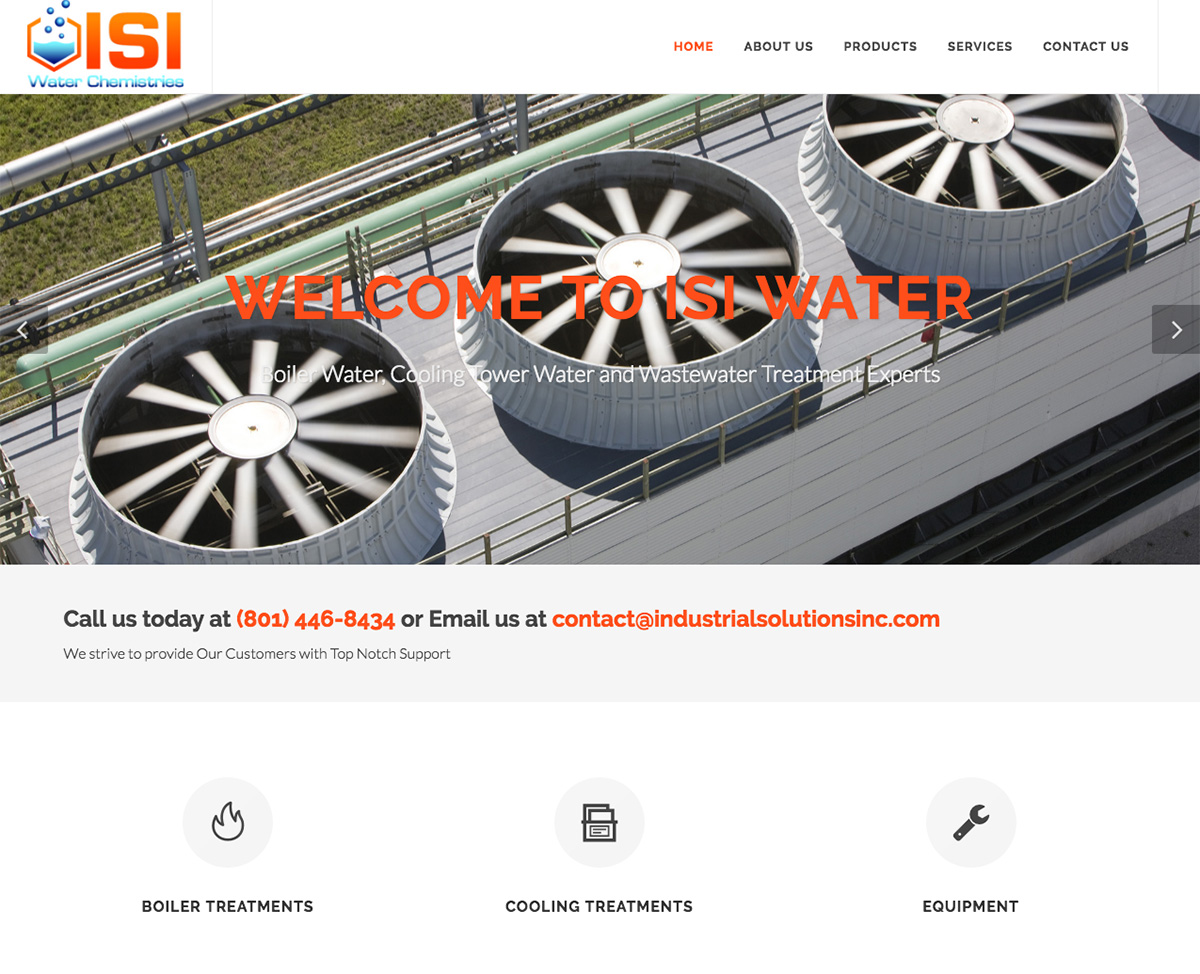 ISI
Water Chemistries
HOME ABOUT US PRODUCTS SERVICES CONTACT US
WELCOME TO ISI WATER
Boiler Water, Cooling Tower Water and Wastewater Treatment Experts
Call us today at (801) 446-8434 or Email us at contact@industrialsolutionsinc.com
We strive to provide Our Customers with Top Notch Support
BOILER TREATMENTS COOLING TREATMENTS EQUIPMENT